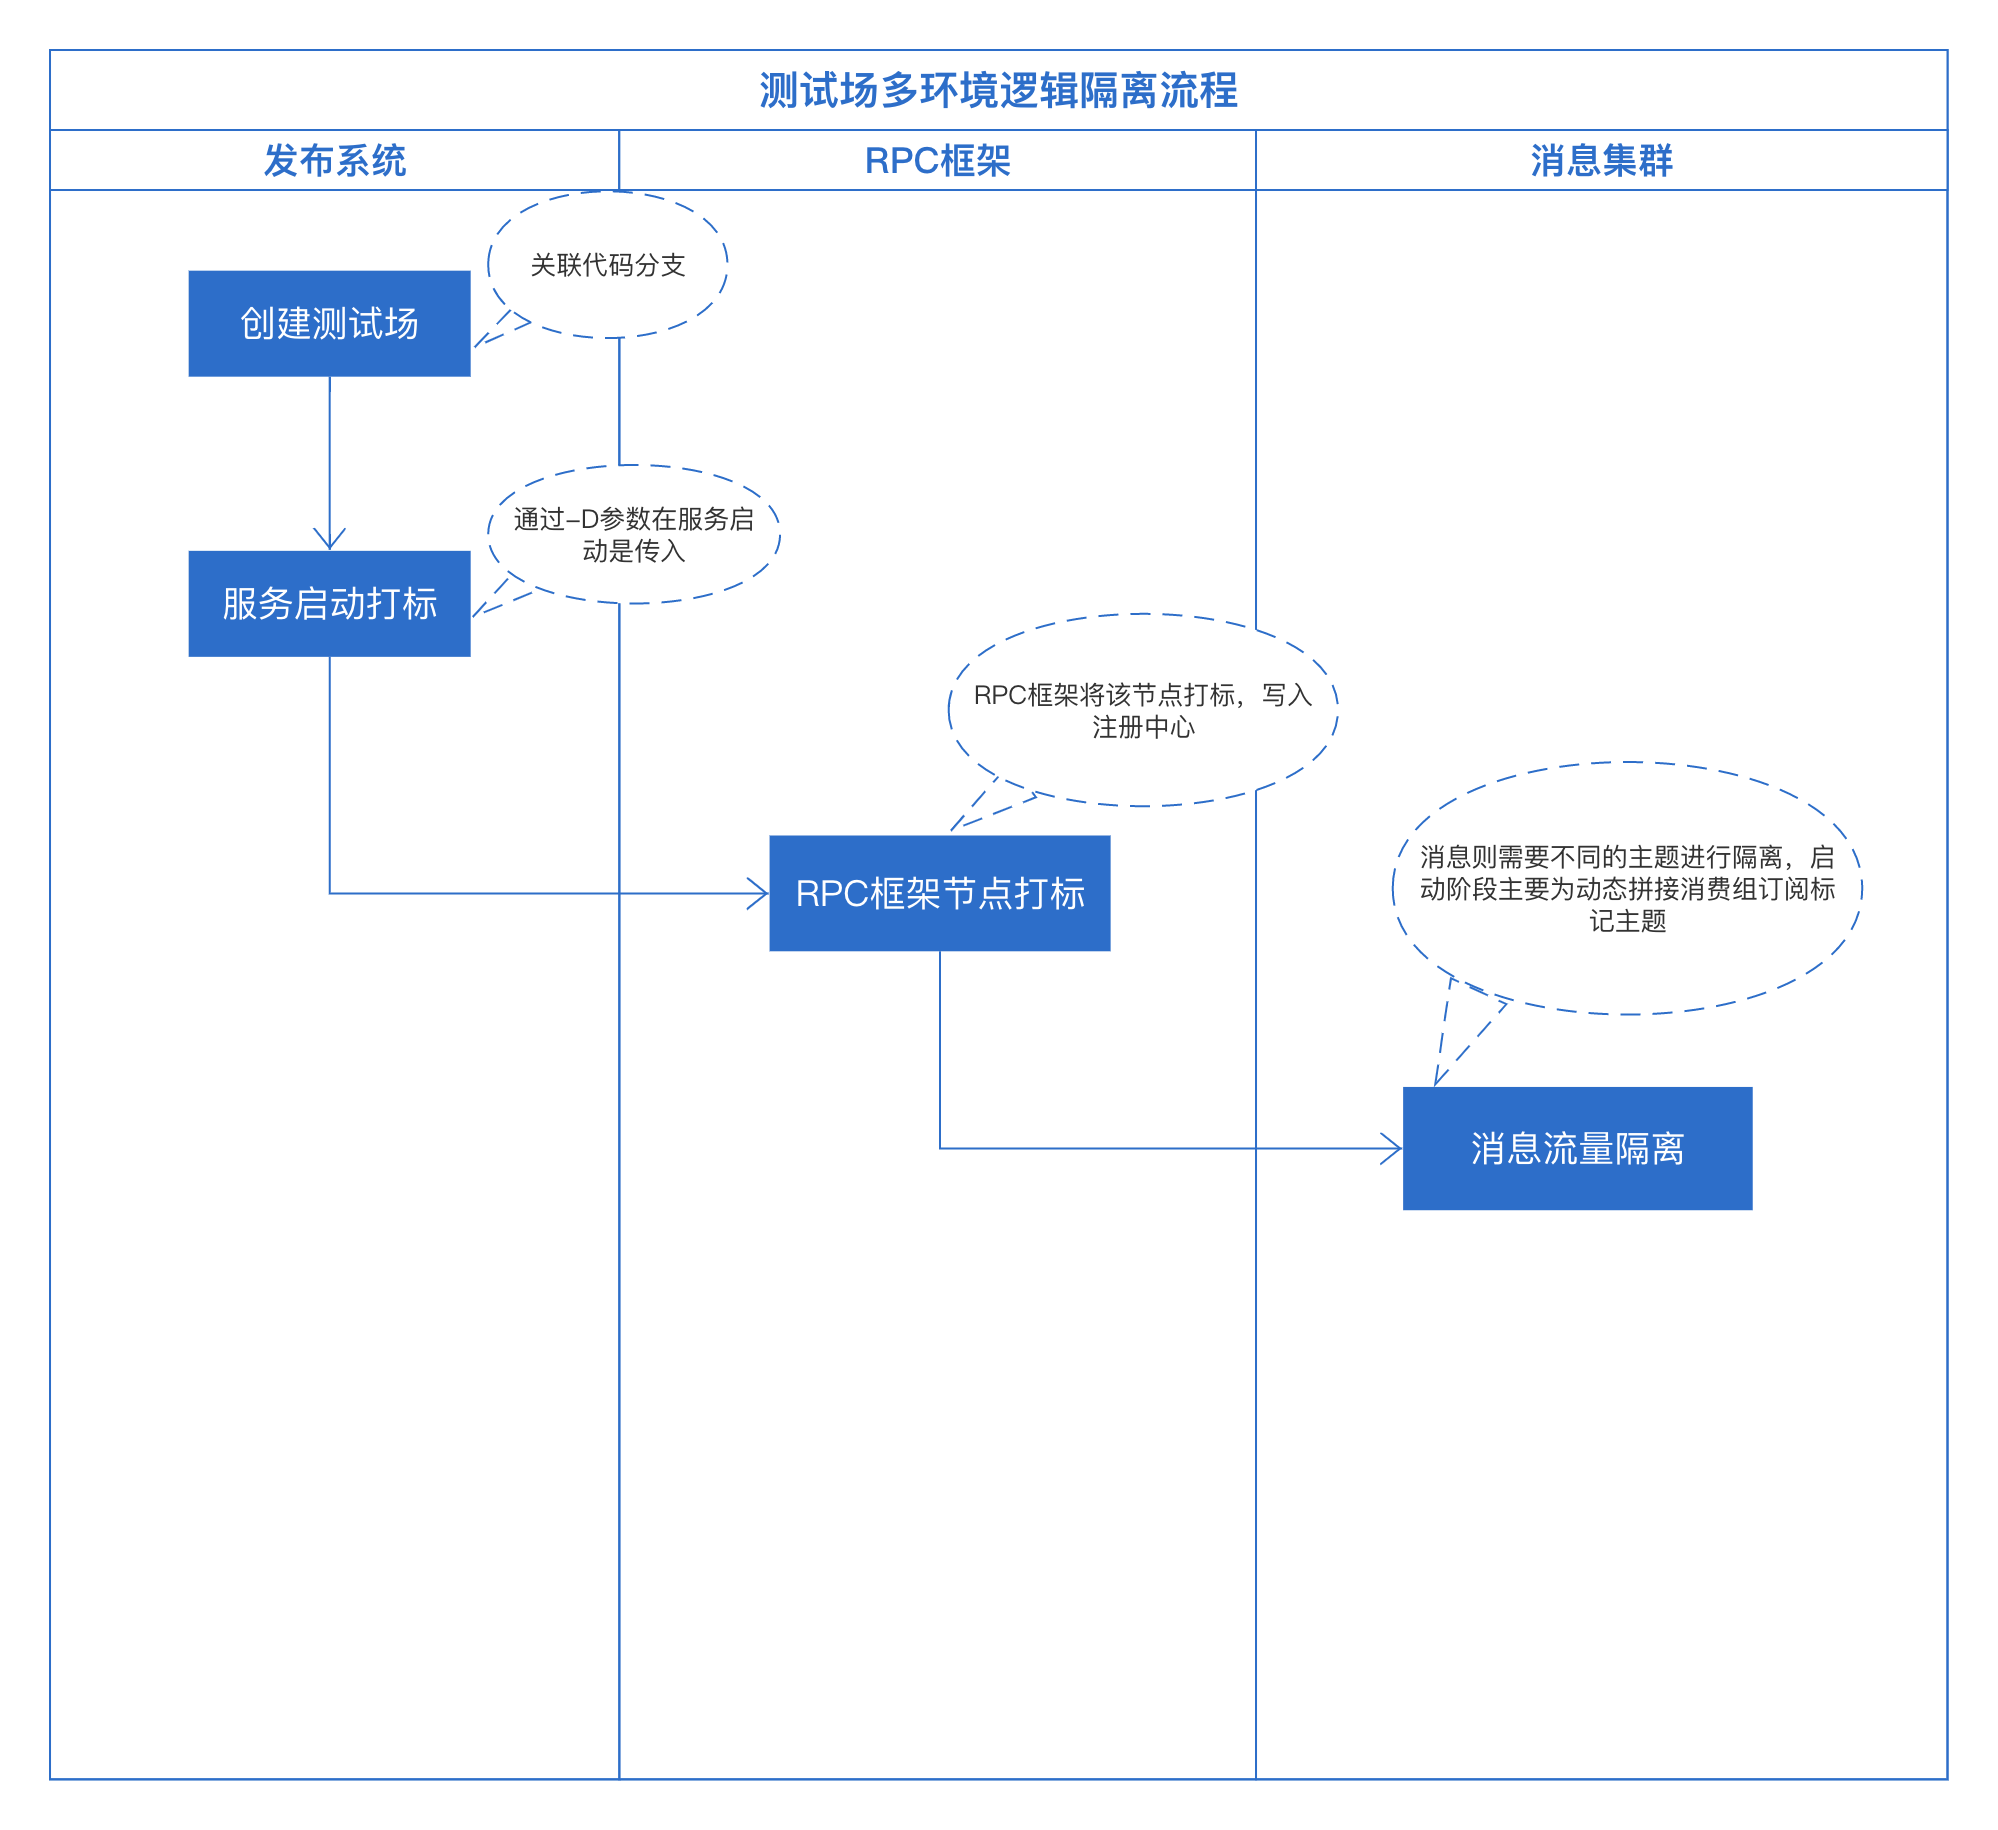 测试场多环境逻辑隔离流程
发布系统
RPC框架
消息集群
关联代码分支
创建测试场
通过-D参数在服务启
动是传入
服务启动打标
RPC框架将该节点打标，写入
注册中心
RPC框架节点打标
消息则需要不同的主题进行隔离，启
动阶段主要为动态拼接消费组订阅标
记主题
消息流量隔离